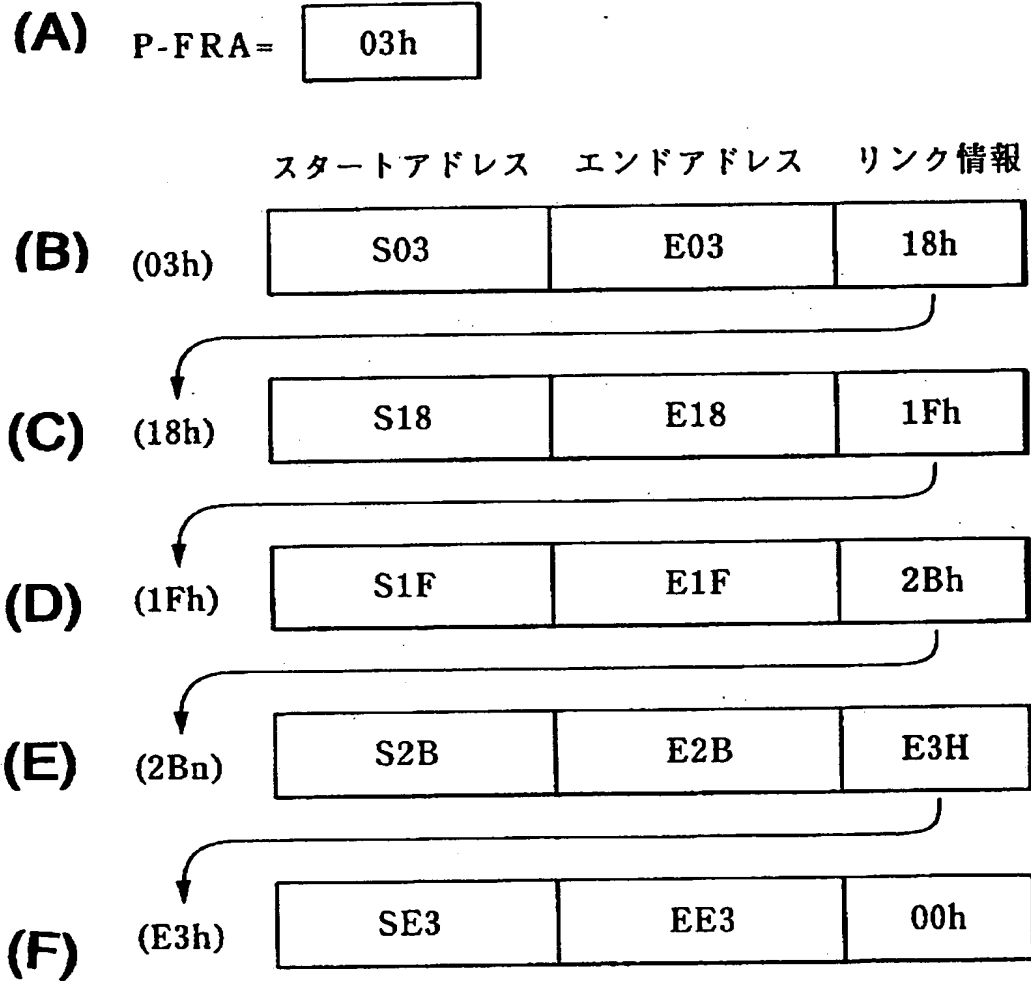 (A) P-FRA= 03h
スタートアドレス エンドアドレス リンク情報
(B) (03h) S03 E03 18h
(C) (18h) S18 E18 1Fh
(D) (1Fh) S1F E1F 2Bh
(E) (2Bn) S2B E2B E3H
(F) (E3h) SE3 EE3 00h